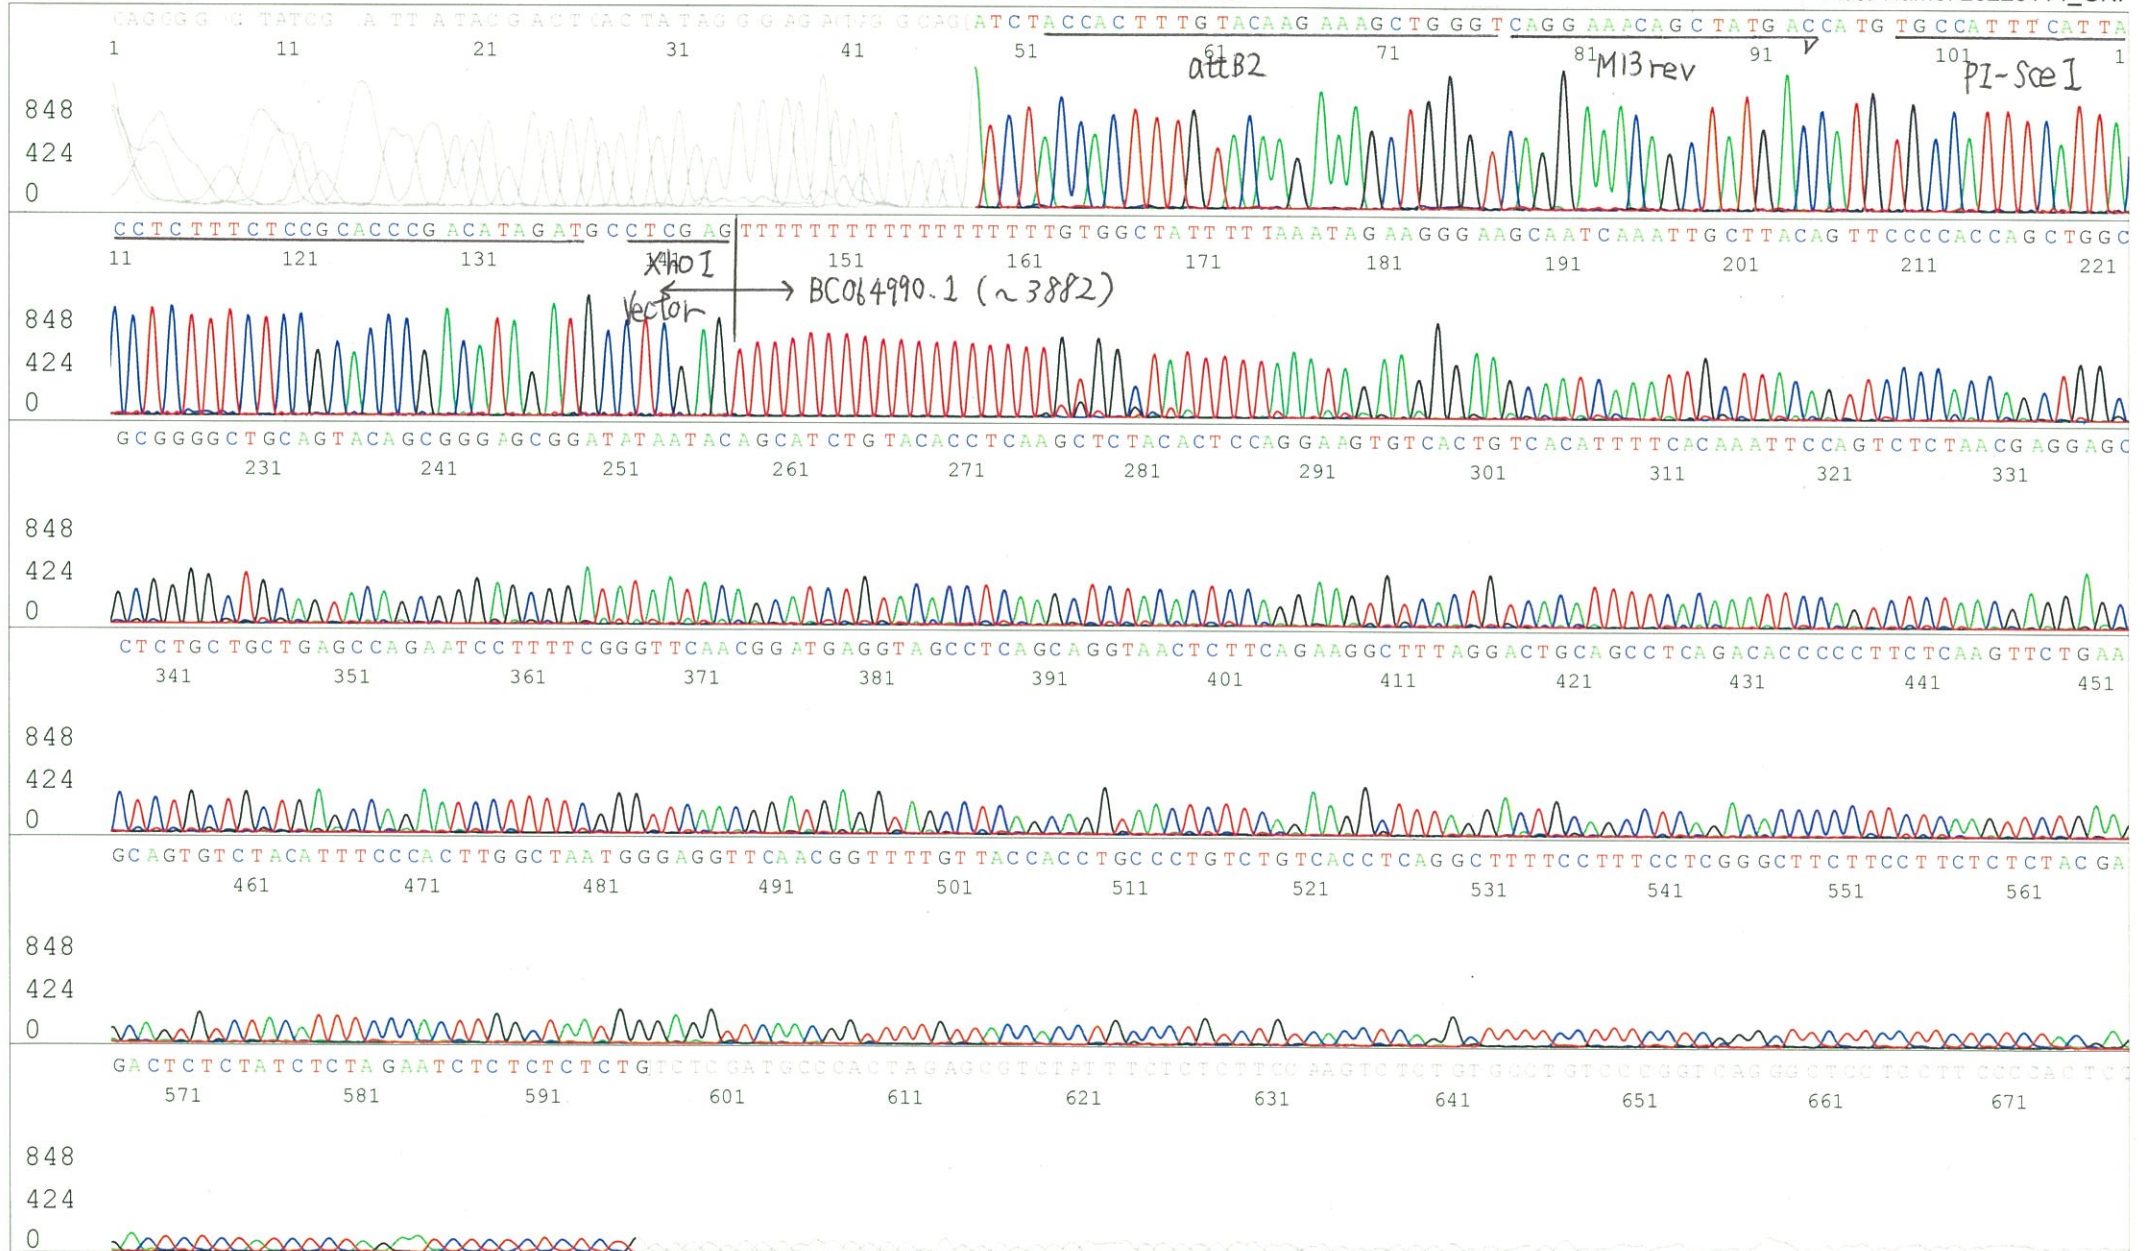 ATCTACCACTTTGTACAAGAAAGCTGGGTCAGGAAACAGCTATGACCATGTGCCATTTCATTA
1 11 21 31 41 51 61 71 81 91 101 1
attB2 M13rev PI-SceI
848
424
0
CCTCTTTCTCCGCACCCGACATAGATGCCTCGAGTTTTTTTTTTTTTTTTTTGTGGCTATTTTTAAATAGAAGGGAAGCAATCAAATTGCTTACAGTTCCCCACCAGCTGGC
11 121 131 141 151 161 171 181 191 201 211 221
XhoI
Vector BC064990.1 (~3882)
848
424
0
GCGGGGCTGCAGTACAGCGGGAGCGGATATAATACAGCATCTGTACACCTCAAGCTCTACACTCCAGGAAGTGTCACTGTCACATTTTCACAAATTCCAGTCTCTAACGAGGAGC
231 241 251 261 271 281 291 301 311 321 331
848
424
0
CTCTGCTGCTGAGCCAGAATCCTTTTCGGGTTCAACGGATGAGGTAGCCTCAGCAGGTAACTCTTCAGAAGGCTTTAGGACTGCAGCCTCAGACACCCCCTTCTCAAGTTCTGAA
341 351 361 371 381 391 401 411 421 431 441 451
848
424
0
GCAGTGTCTACATTTCCCACTTGGCTAATGGGAGGTTCAACGGTTTTGTTACCACCTGCCCTGTCTGTCACCTCAGGCTTTTCCTTTCCTCGGGCTTCTTCCTTCTCTCTACGA
461 471 481 491 501 511 521 531 541 551 561
848
424
0
GACTCTCTATCTCTAGAATCTCTCTCTCTG
571 581 591 601 611 621 631 641 651 661 671
848
424
0